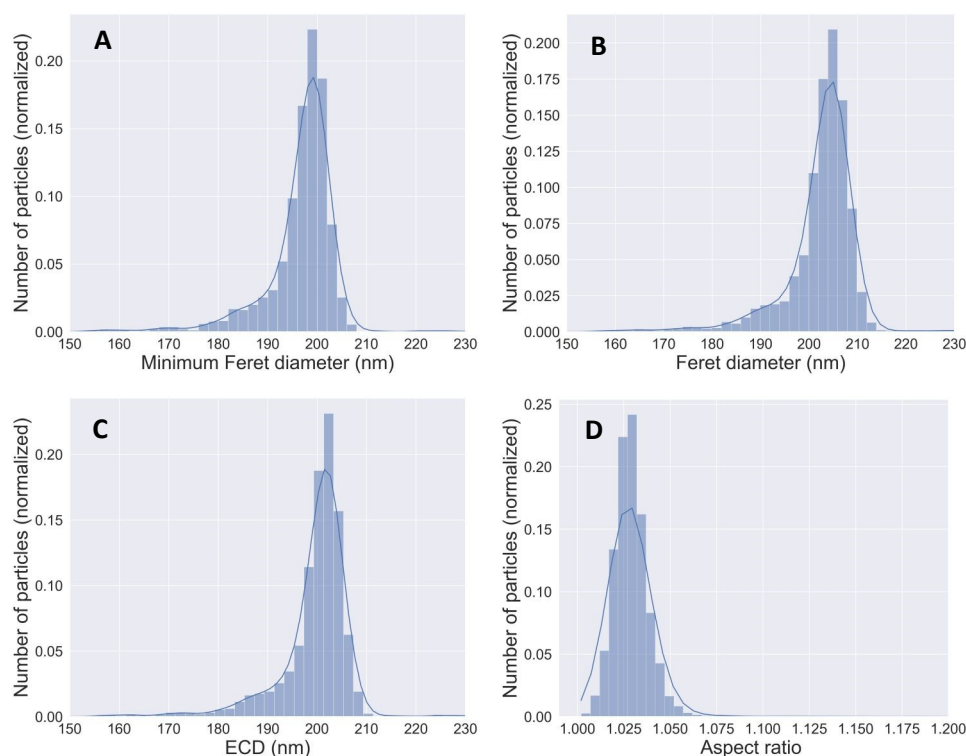 A
Number of particles (normalized)
0.20
0.15
0.10
0.05
0.00
150 160 170 180 190 200 210 220 230
Minimum Feret diameter (nm)
B
Number of particles (normalized)
0.200
0.175
0.150
0.125
0.100
0.075
0.050
0.025
0.000
150 160 170 180 190 200 210 220 230
Feret diameter (nm)
C
Number of particles (normalized)
0.20
0.15
0.10
0.05
0.00
150 160 170 180 190 200 210 220 230
ECD (nm)
D
Number of particles (normalized)
0.25
0.20
0.15
0.10
0.05
0.00
1.000 1.025 1.050 1.075 1.100 1.125 1.150 1.175 1.200
Aspect ratio